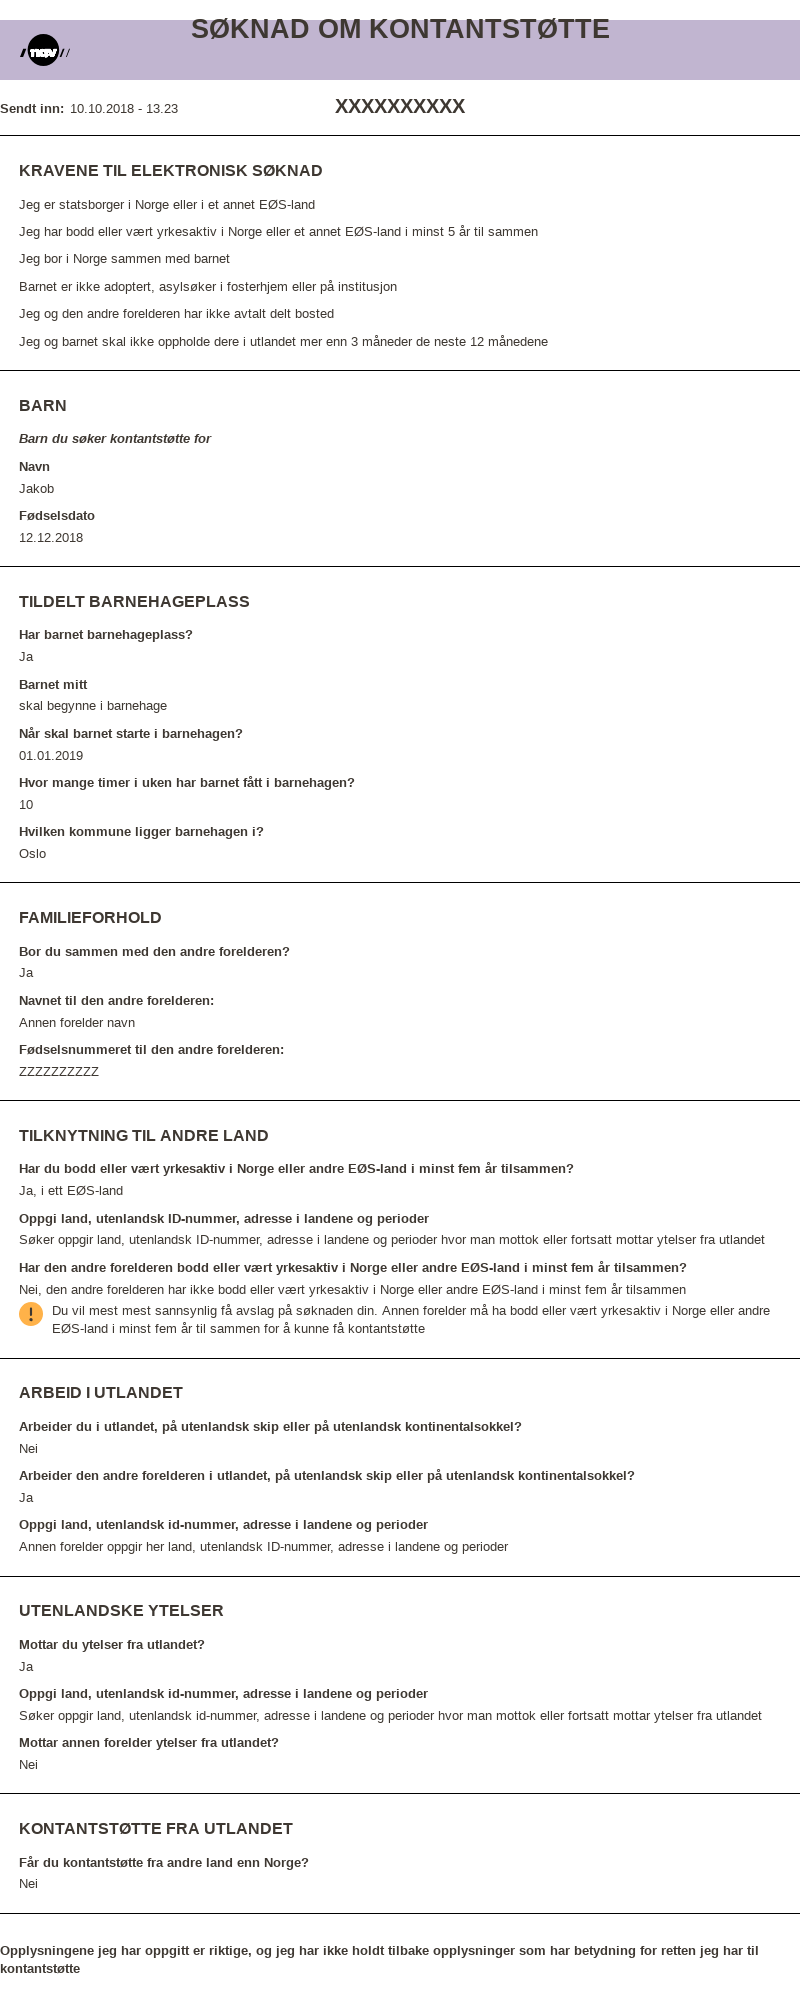 SØKNAD OM KONTANTSTØTTE
nav
Sendt inn: 10.10.2018 - 13.23
XXXXXXXXXX
KRAVENE TIL ELEKTRONISK SØKNAD
Jeg er statsborger i Norge eller i et annet EØS-land
Jeg har bodd eller vært yrkesaktiv i Norge eller et annet EØS-land i minst 5 år til sammen
Jeg bor i Norge sammen med barnet
Barnet er ikke adoptert, asylsøker i fosterhjem eller på institusjon
Jeg og den andre forelderen har ikke avtalt delt bosted
Jeg og barnet skal ikke oppholde dere i utlandet mer enn 3 måneder de neste 12 månedene
BARN
Barn du søker kontantstøtte for
Navn
Jakob
Fødselsdato
12.12.2018
TILDELT BARNEHAGEPLASS
Har barnet barnehageplass?
Ja
Barnet mitt
skal begynne i barnehage
Når skal barnet starte i barnehagen?
01.01.2019
Hvor mange timer i uken har barnet fått i barnehagen?
10
Hvilken kommune ligger barnehagen i?
Oslo
FAMILIEFORHOLD
Bor du sammen med den andre forelderen?
Ja
Navnet til den andre forelderen:
Annen forelder navn
Fødselsnummeret til den andre forelderen:
ZZZZZZZZZZ
TILKNYTNING TIL ANDRE LAND
Har du bodd eller vært yrkesaktiv i Norge eller andre EØS-land i minst fem år tilsammen?
Ja, i ett EØS-land
Oppgi land, utenlandsk ID-nummer, adresse i landene og perioder
Søker oppgir land, utenlandsk ID-nummer, adresse i landene og perioder hvor man mottok eller fortsatt mottar ytelser fra utlandet
Har den andre forelderen bodd eller vært yrkesaktiv i Norge eller andre EØS-land i minst fem år tilsammen?
Nei, den andre forelderen har ikke bodd eller vært yrkesaktiv i Norge eller andre EØS-land i minst fem år tilsammen
Du vil mest mest sannsynlig få avslag på søknaden din. Annen forelder må ha bodd eller vært yrkesaktiv i Norge eller andre
EØS-land i minst fem år til sammen for å kunne få kontantstøtte
ARBEID I UTLANDET
Arbeider du i utlandet, på utenlandsk skip eller på utenlandsk kontinentalsokkel?
Nei
Arbeider den andre forelderen i utlandet, på utenlandsk skip eller på utenlandsk kontinentalsokkel?
Ja
Oppgi land, utenlandsk id-nummer, adresse i landene og perioder
Annen forelder oppgir her land, utenlandsk ID-nummer, adresse i landene og perioder
UTENLANDSKE YTELSER
Mottar du ytelser fra utlandet?
Ja
Oppgi land, utenlandsk id-nummer, adresse i landene og perioder
Søker oppgir land, utenlandsk id-nummer, adresse i landene og perioder hvor man mottok eller fortsatt mottar ytelser fra utlandet
Mottar annen forelder ytelser fra utlandet?
Nei
KONTANTSTØTTE FRA UTLANDET
Får du kontantstøtte fra andre land enn Norge?
Nei
Opplysningene jeg har oppgitt er riktige, og jeg har ikke holdt tilbake opplysninger som har betydning for retten jeg har til
kontantstøtte